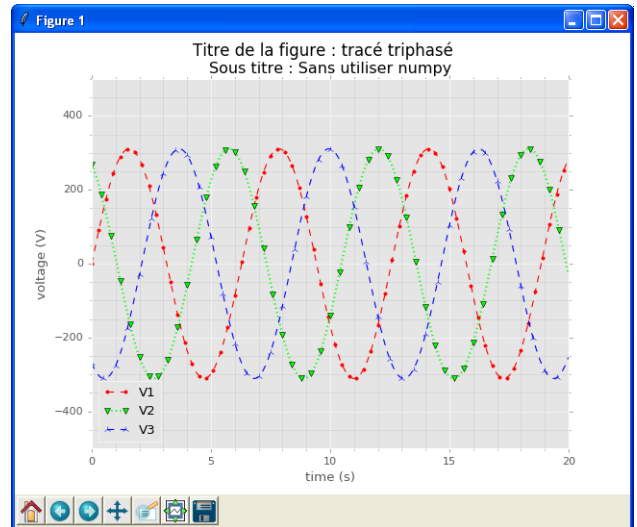 Figure 1
Titre de la figure : tracé triphasé
Sous titre : Sans utiliser numpy
400
200
0
−200
−400
voltage (V)
V1
V2
V3
0 5 10 15 20
time (s)